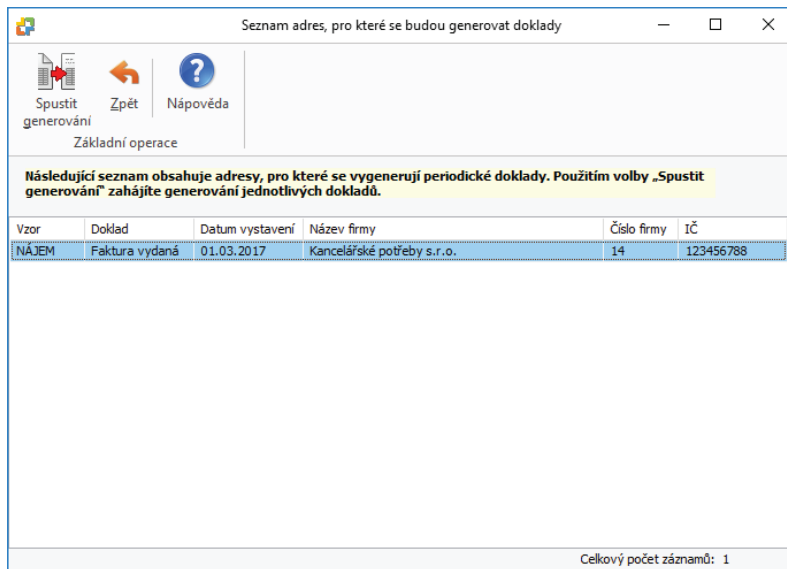 Seznam adres, pro které se budou generovat doklady
Spustit generování
Zpět
Nápověda
Základní operace
Následující seznam obsahuje adresy, pro které se vygenerují periodické doklady. Použitím volby „Spustit
generování" zahájíte generování jednotlivých dokladů.
Vzor Doklad Datum vystavení Název firmy Číslo firmy IČ
NÁJEM Faktura vydaná 01.03.2017 Kancelářské potřeby s.r.o. 14 123456788
Celkový počet záznamů: 1